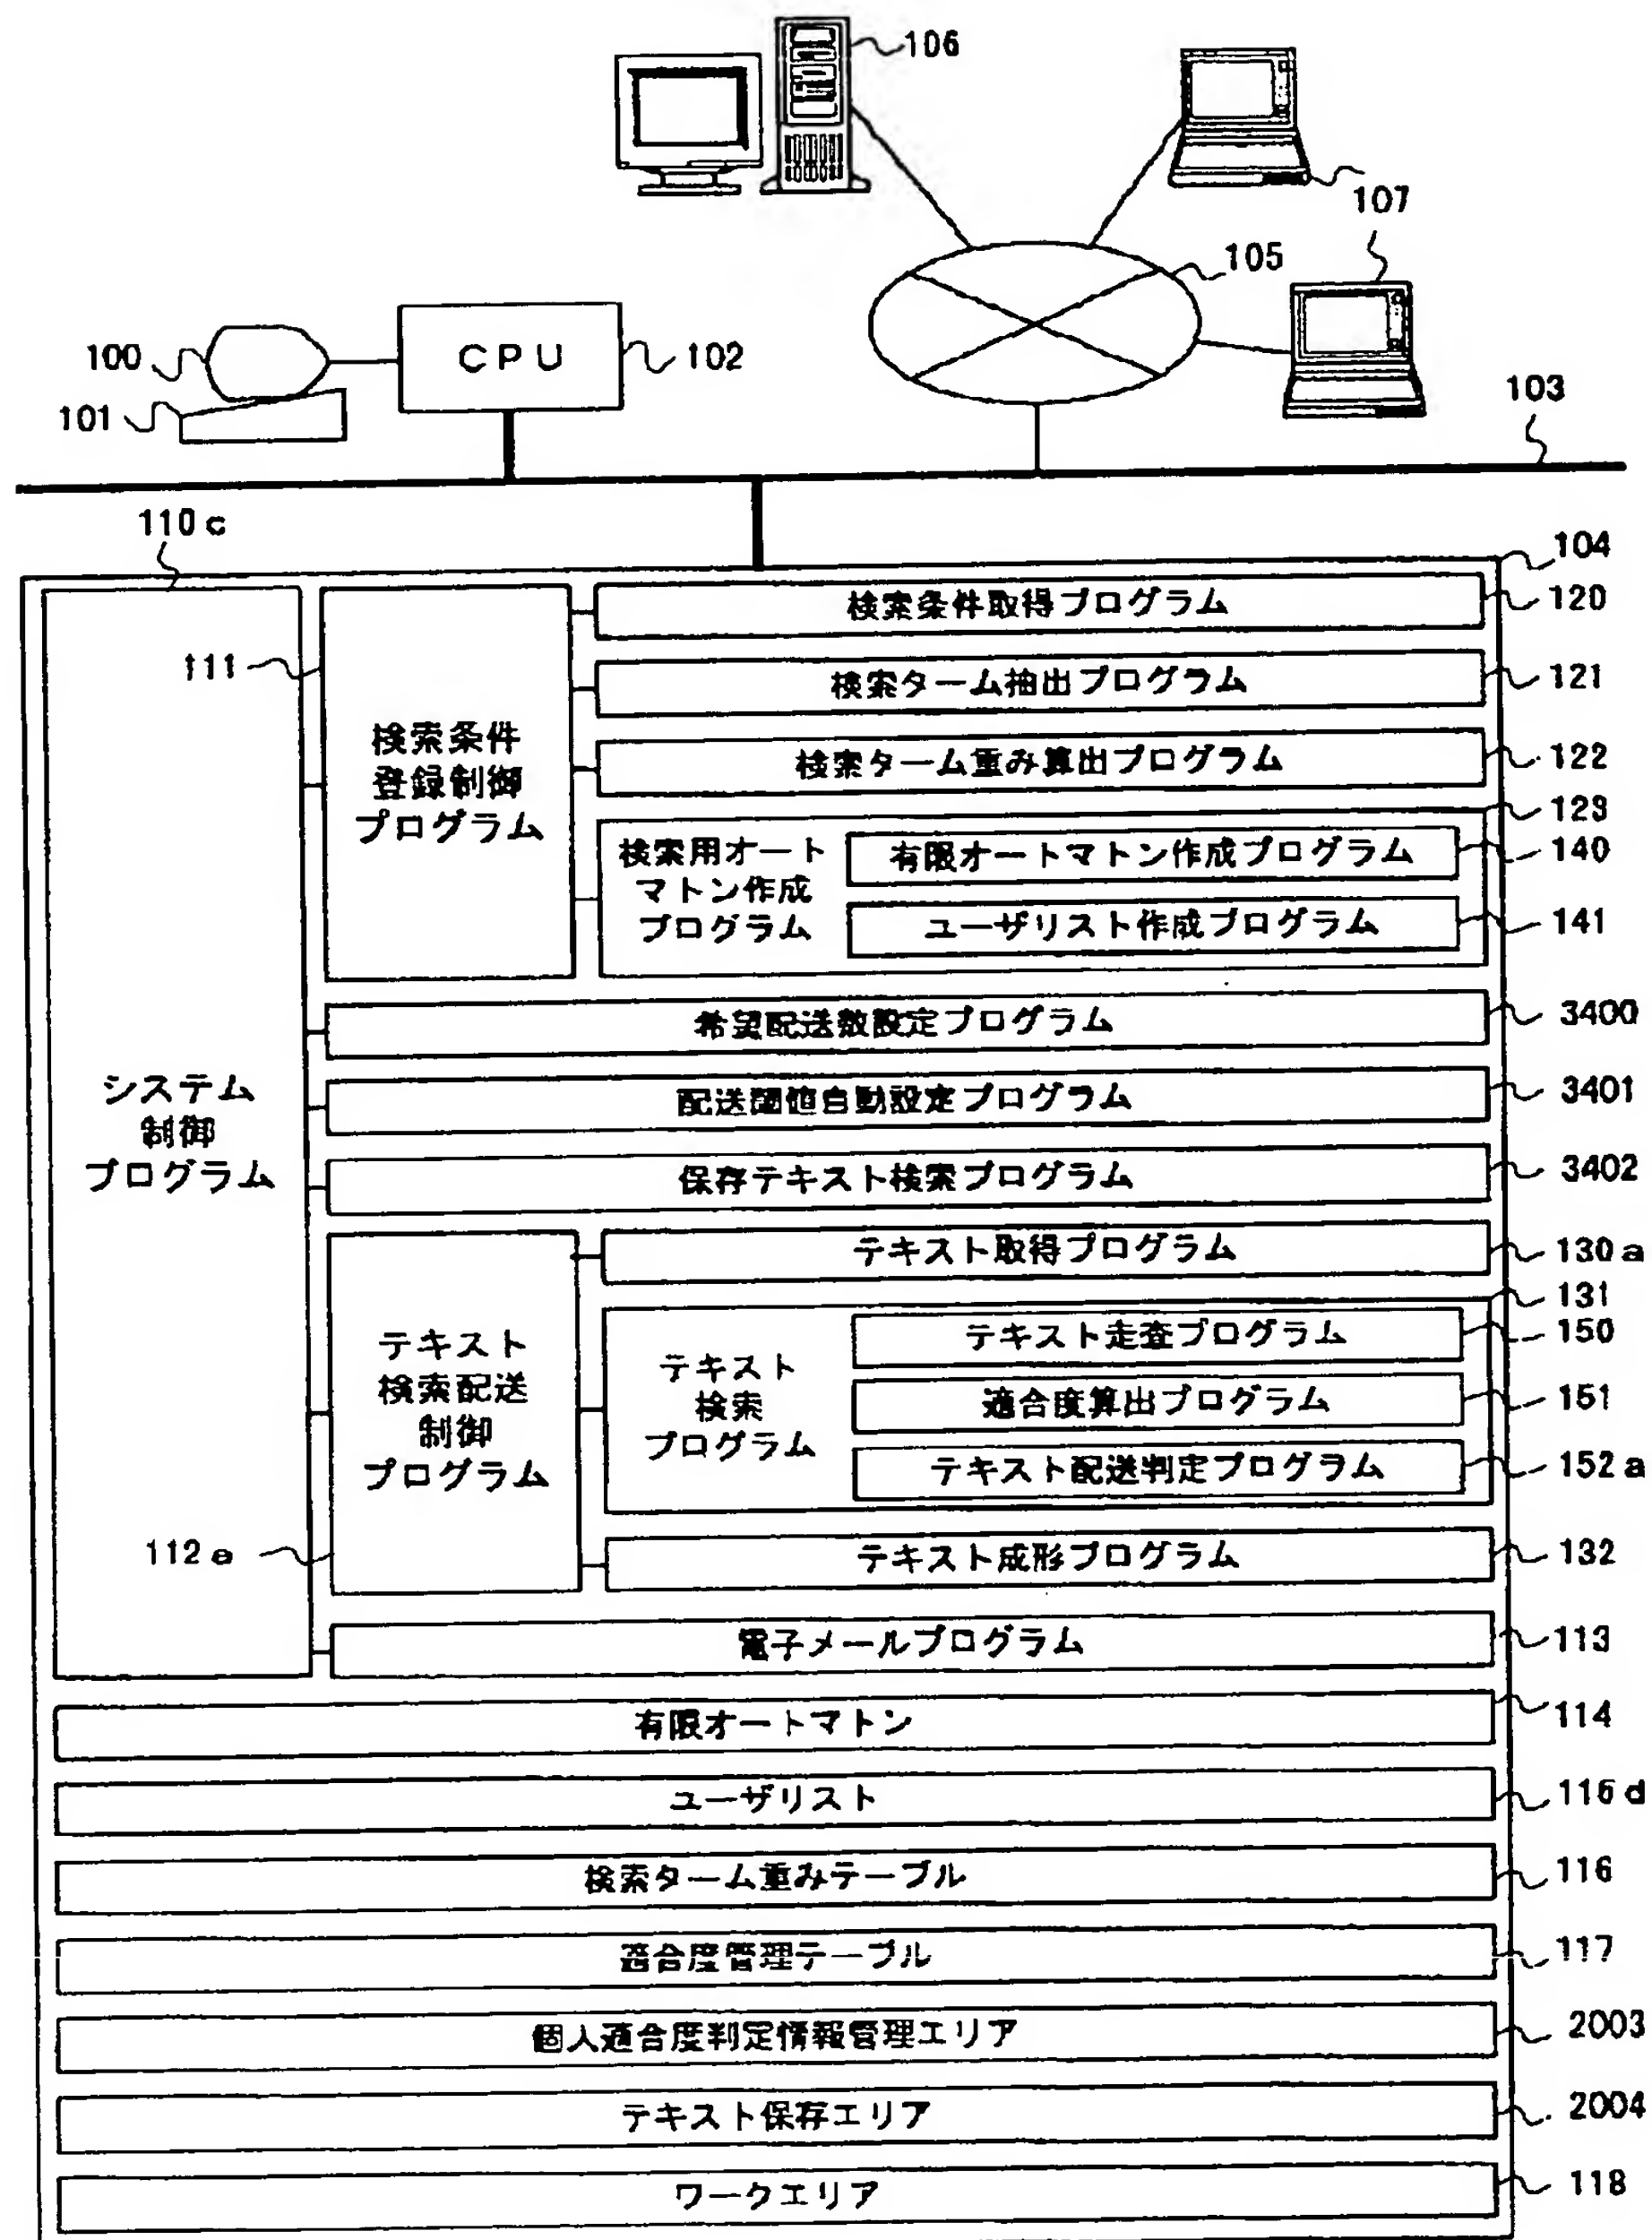 106
107
105
100
CPU
102
101
103
110c
104
検索条件取得プログラム
120
111
検索ターム抽出プログラム
121
検索条件
登録制御
プログラム
検索ターム重み算出プログラム
122
123
検索用オート
マトン作成
プログラム
有限オートマトン作成プログラム
140
ユーザリスト作成プログラム
141
希望配送数設定プログラム
3400
システム
制御
プログラム
配送閾値自動設定プログラム
3401
保存テキスト検索プログラム
3402
テキスト取得プログラム
130a
131
テキスト
検索配送
制御
プログラム
テキスト
検索
プログラム
テキスト走査プログラム
150
適合度算出プログラム
151
テキスト配送判定プログラム
152a
112e
テキスト成形プログラム
132
電子メールプログラム
113
有限オートマトン
114
ユーザリスト
115d
検索ターム重みテーブル
116
適合度管理テーブル
117
個人適合度判定情報管理エリア
2003
テキスト保存エリア
2004
ワークエリア
118